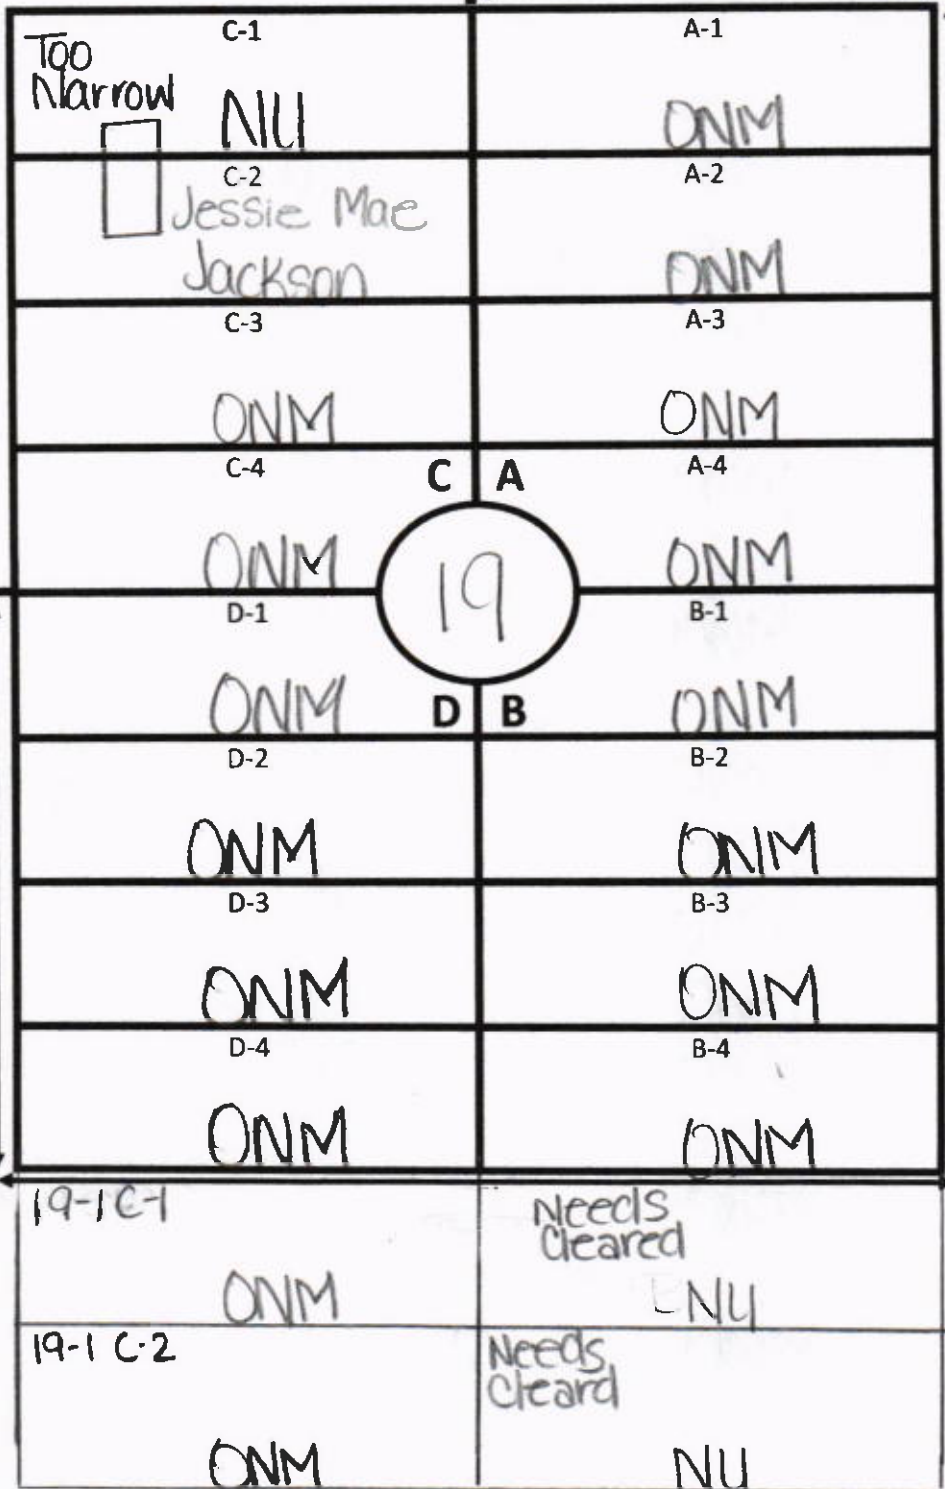 C-1
Too
Narrow
NU
A-1
ONM
C-2
Jessie Mae
Jackson
A-2
ONM
C-3
ONM
A-3
ONM
C-4
ONM
A-4
ONM
C A
19
D B
D-1
ONM
B-1
ONM
D-2
ONM
B-2
ONM
D-3
ONM
B-3
ONM
D-4
ONM
B-4
ONM
19-1 C-1
ONM
Needs
Cleared
NU
19-1 C-2
ONM
Needs
Cleard
NU